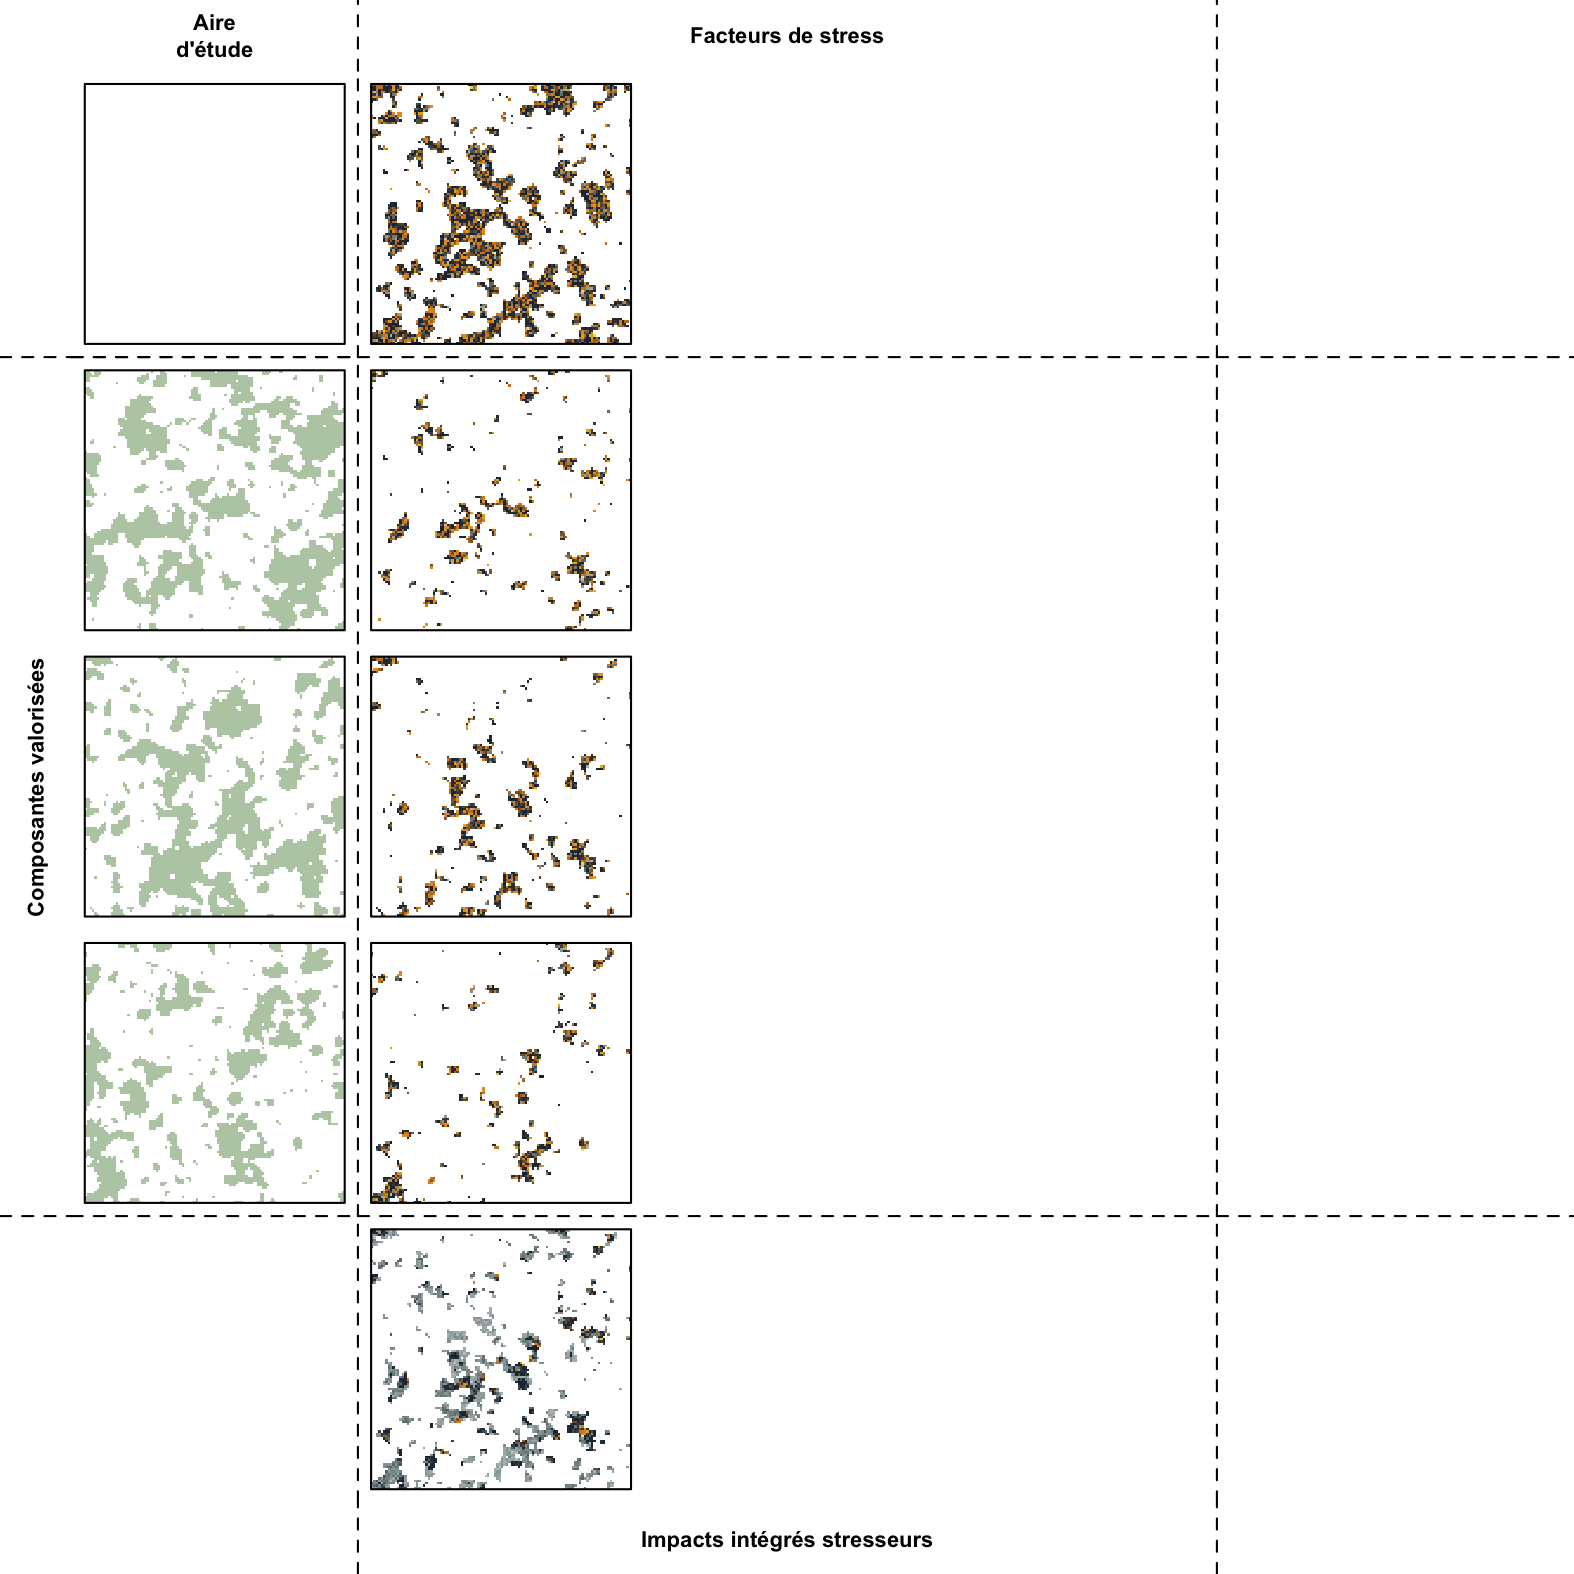 Aire
d'étude
Facteurs de stress
Composantes valorisées
Impacts intégrés stresseurs